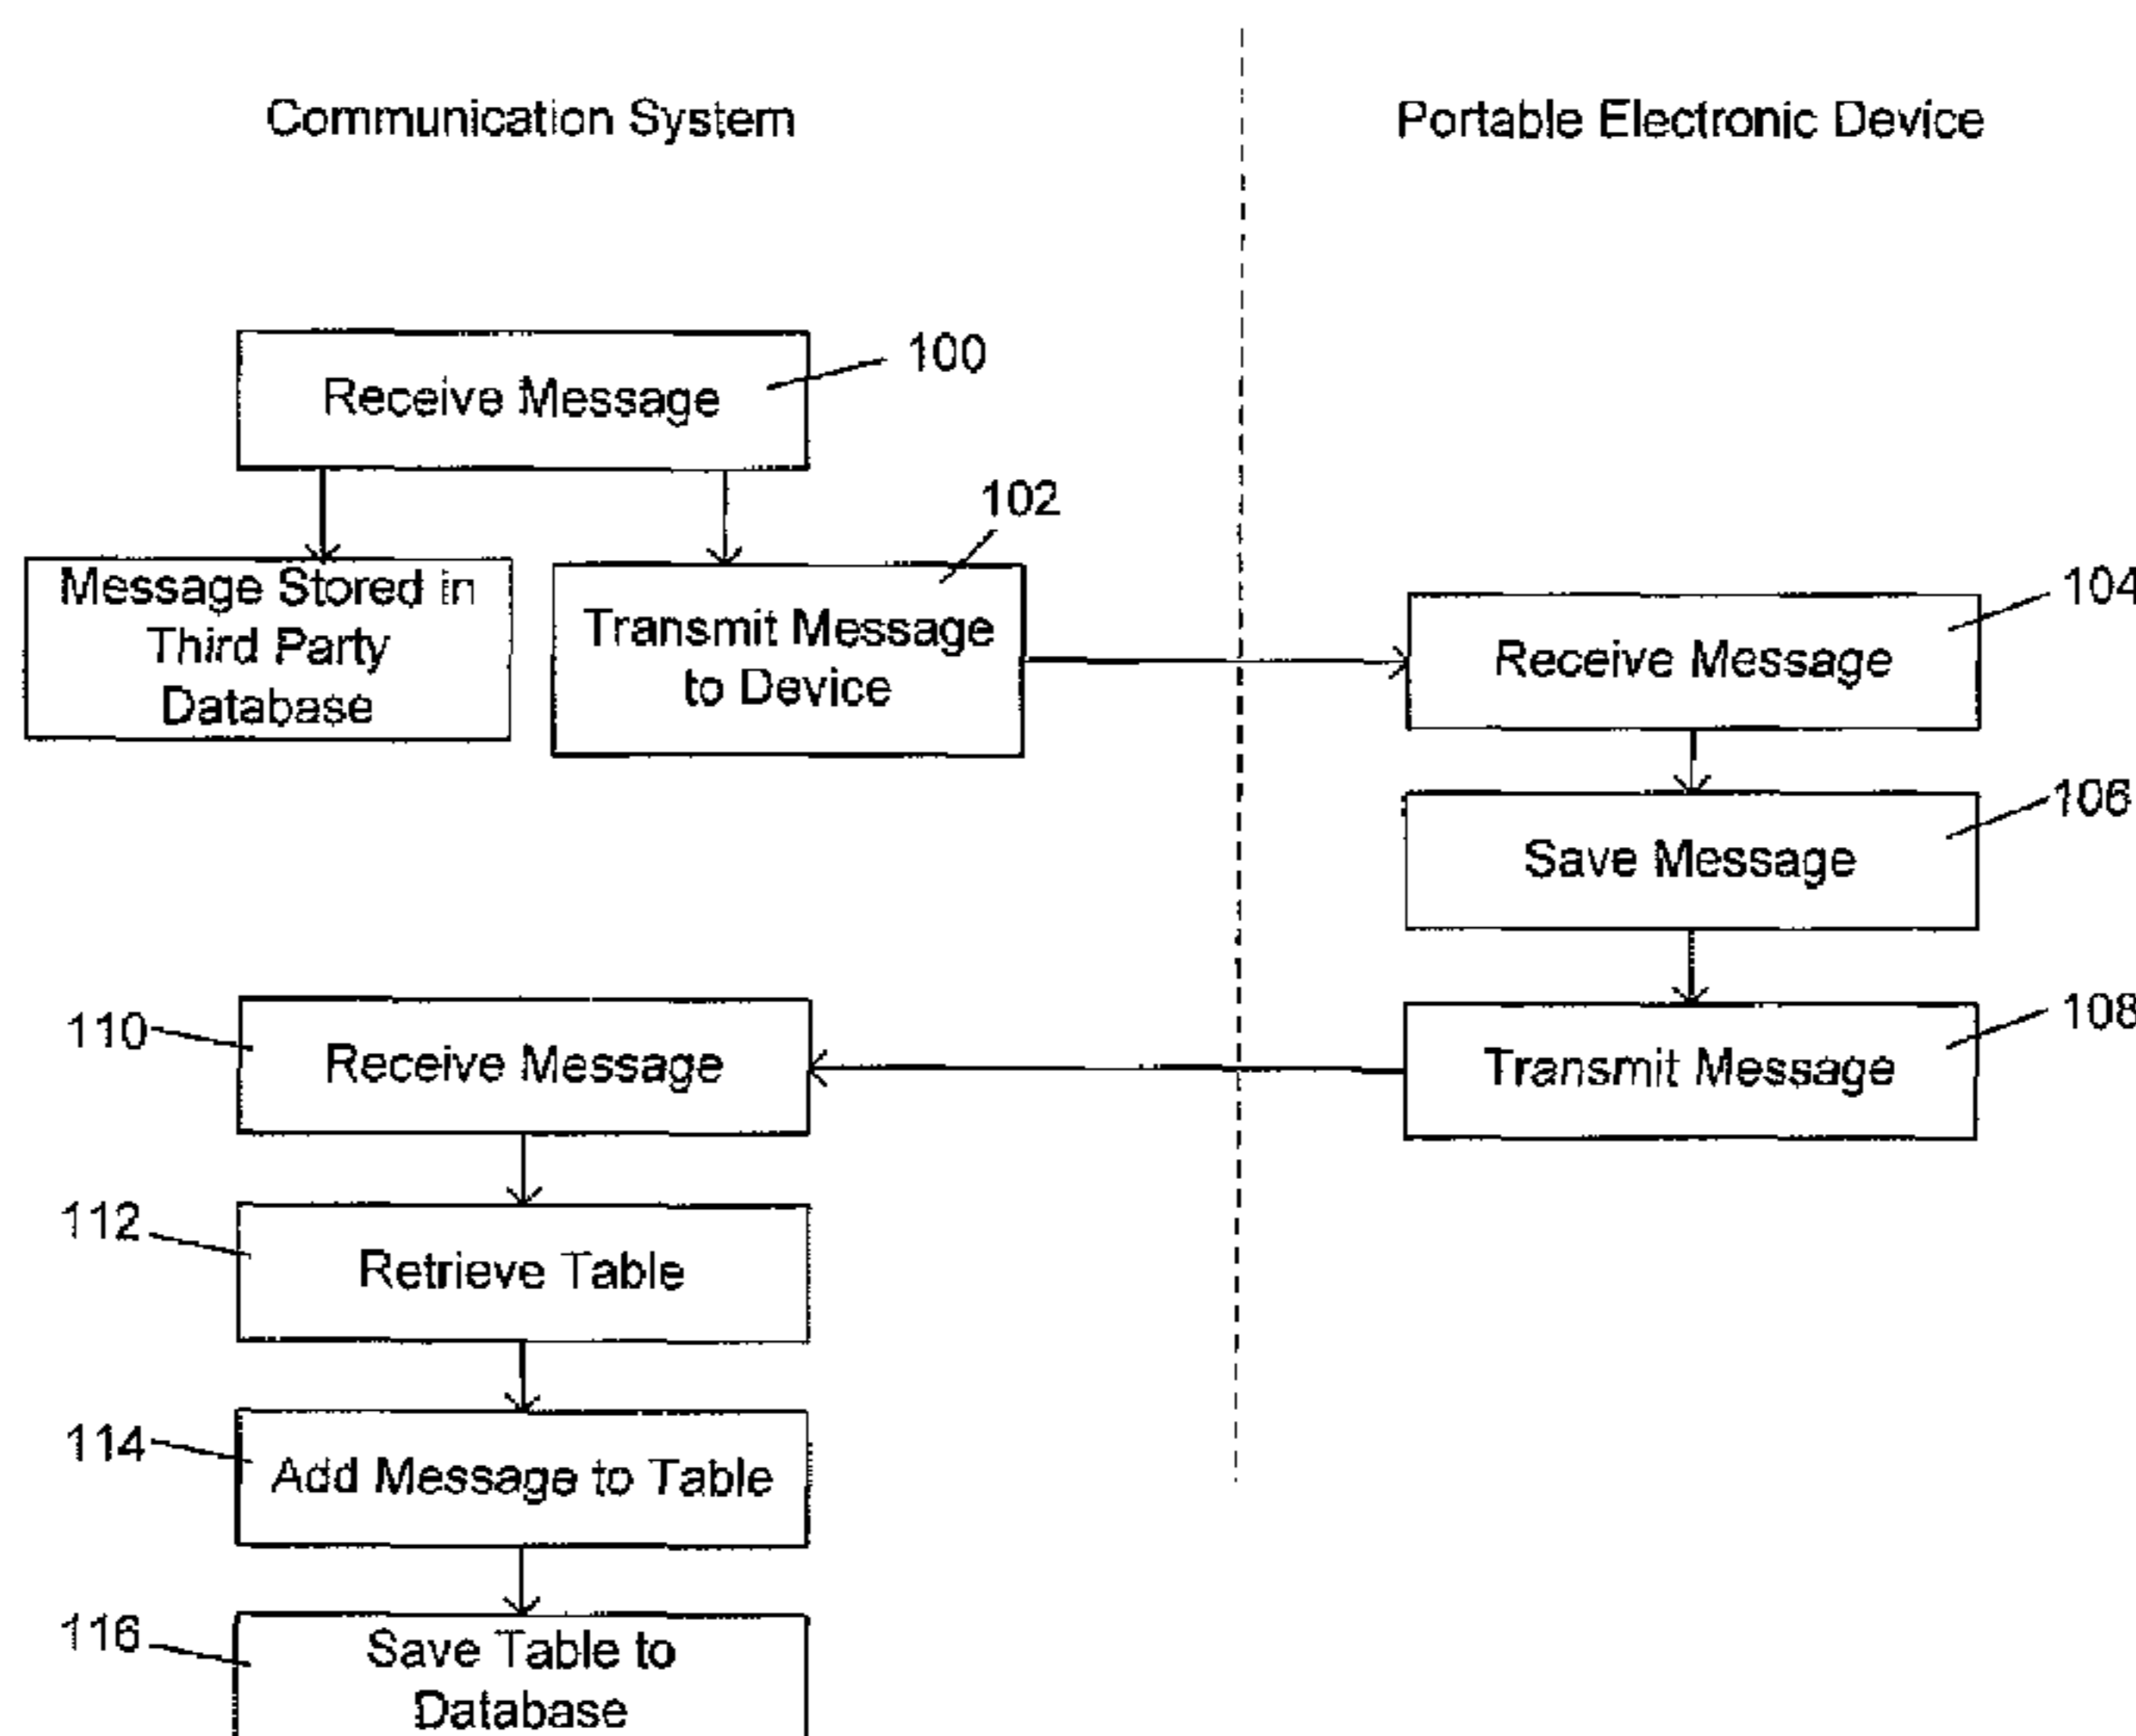 Communication System
Portable Electronic Device
Receive Message
100
102
Message Stored in
Third Party
Database
Transmit Message
to Device
104
Receive Message
106
Save Message
108
Transmit Message
110
Receive Message
112
Retrieve Table
114
Add Message to Table
116
Save Table to
Database